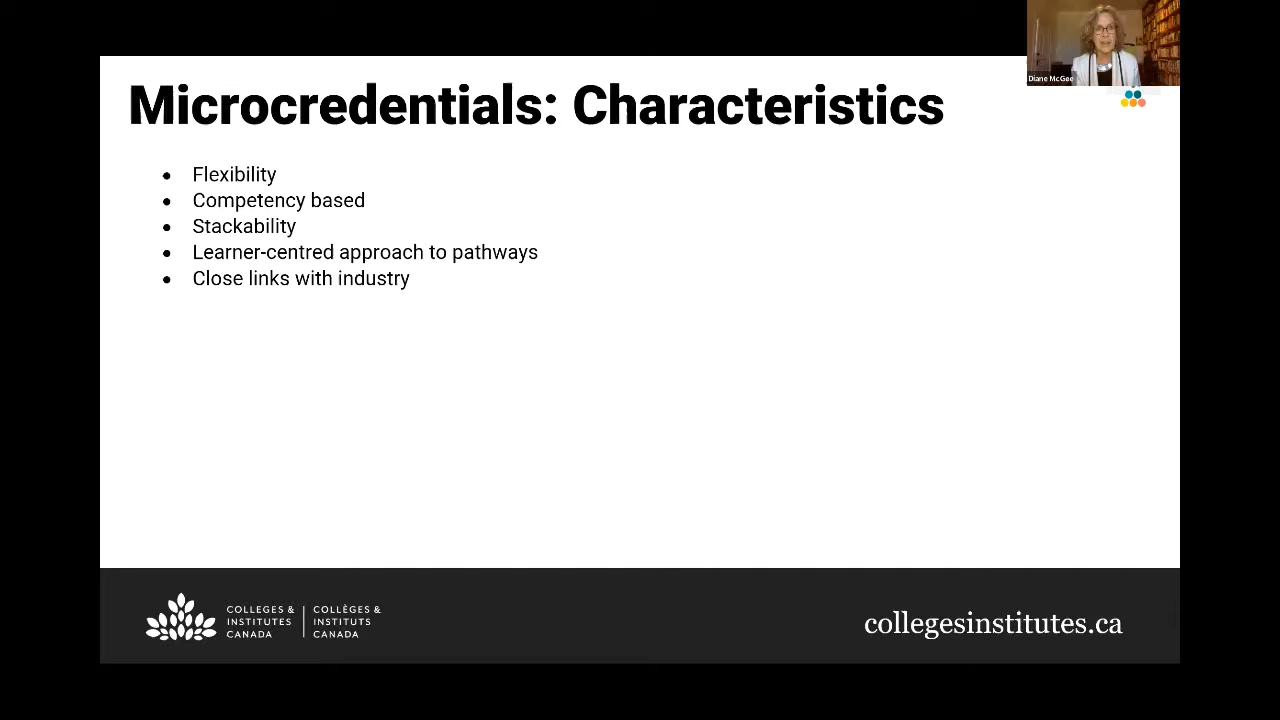 Diane McGee
Microcredentials: Characteristics
• Flexibility
• Competency based
• Stackability
• Learner-centred approach to pathways
• Close links with industry
COLLEGES &
INSTITUTES
CANADA
COLLÈGES &
INSTITUTS
CANADA
collegesinstitutes.ca